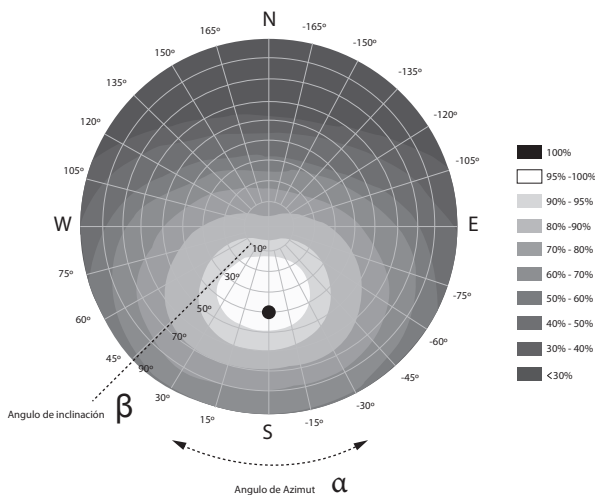 N
165º
-165º
150º
-150º
135º
-135º
120º
-120º
105º
-105º
W
E
75º
-75º
60º
-60º
45º
-45º
30º
-30º
15º
-15º
S
10º
30º
50º
70º
90º
Angulo de inclinación β
Angulo de Azimut α
100%
95% -100%
90% - 95%
80% -90%
70% - 80%
60% - 70%
50% - 60%
40% - 50%
30% - 40%
<30%